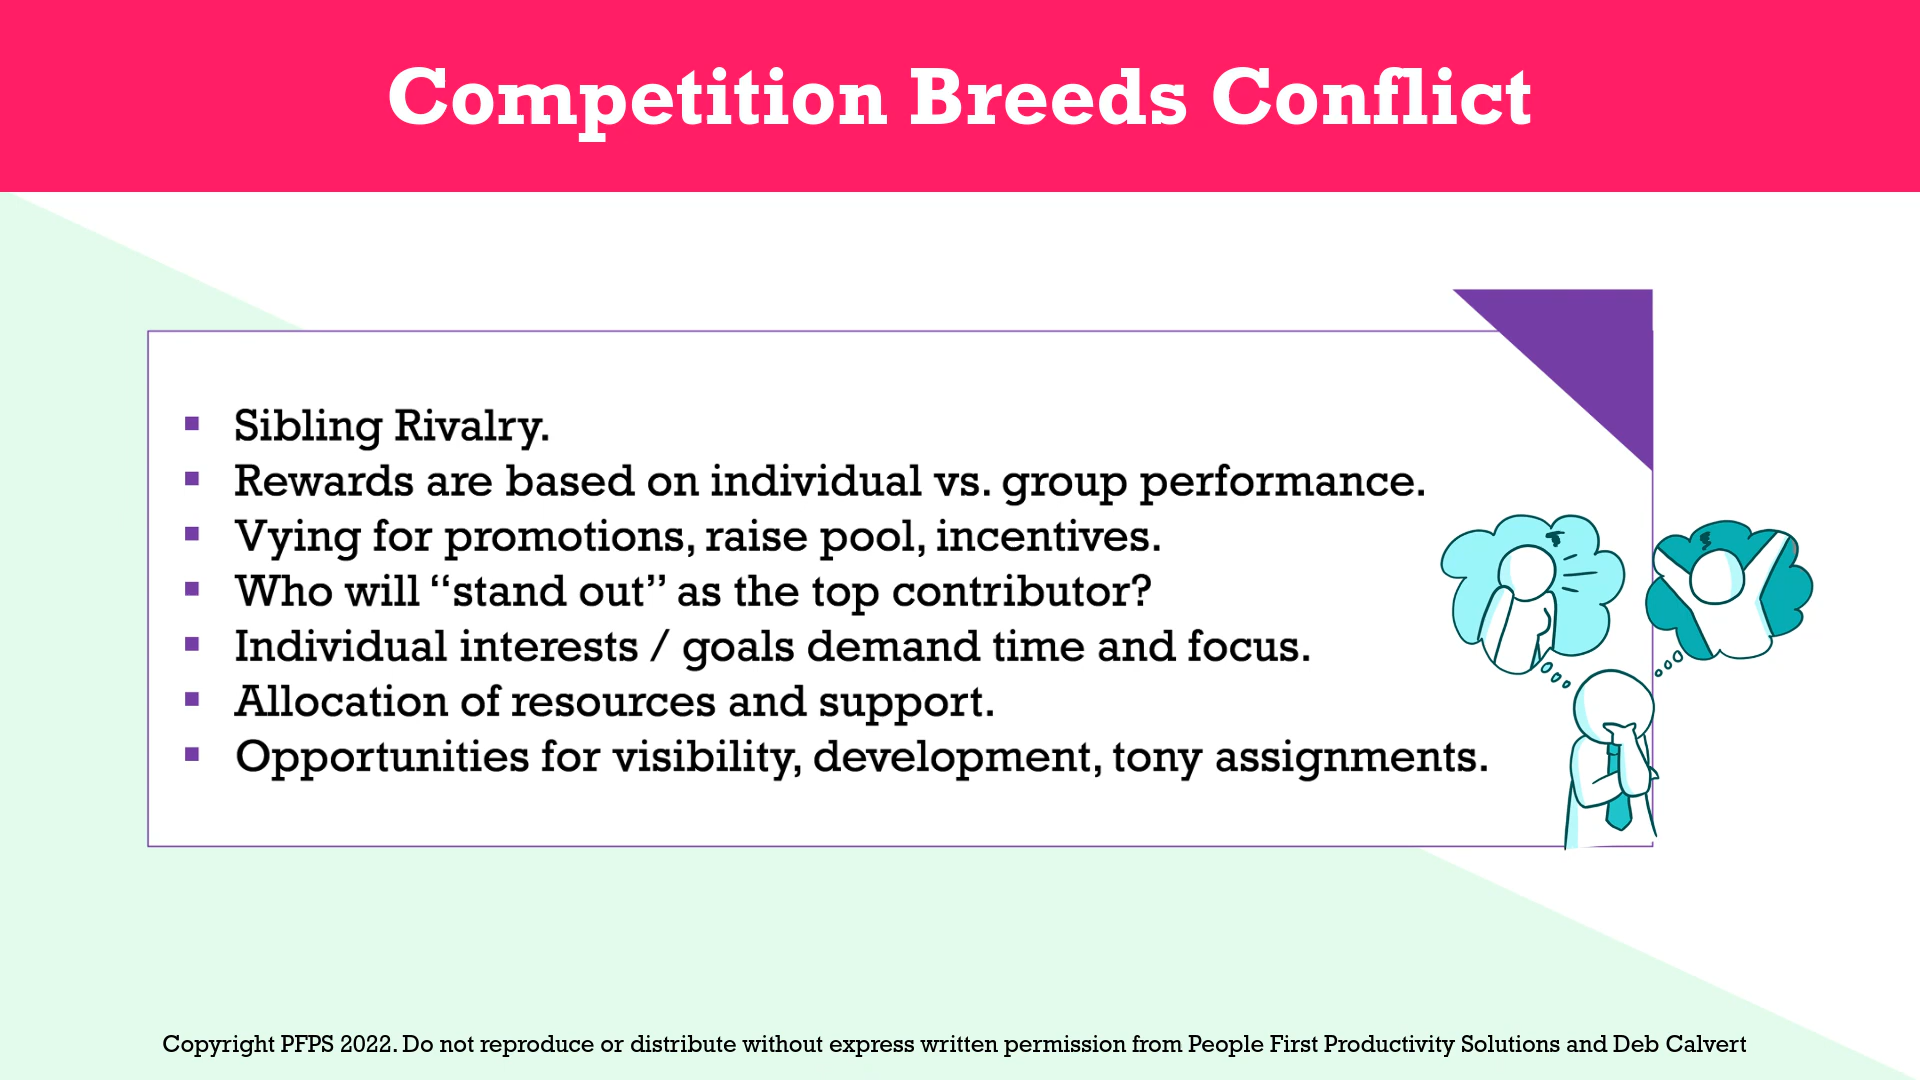 Competition Breeds Conflict
Sibling Rivalry.
Rewards are based on individual vs. group performance.
Vying for promotions, raise pool, incentives.
Who will “stand out” as the top contributor?
Individual interests / goals demand time and focus.
Allocation of resources and support.
Opportunities for visibility, development, tony assignments.
Copyright PFPS 2022. Do not reproduce or distribute without express written permission from People First Productivity Solutions and Deb Calvert